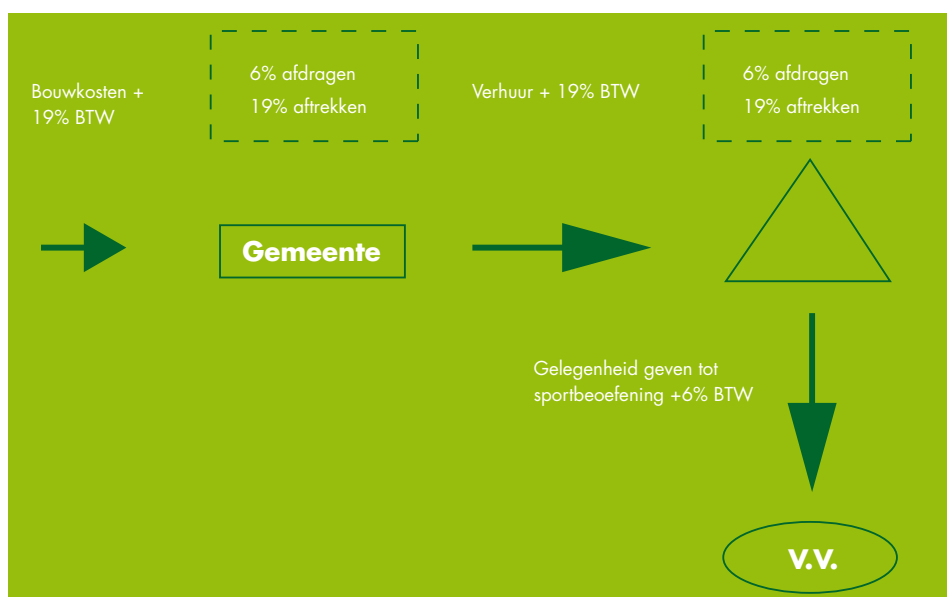 Bouwkosten +
19% BTW
6% afdragen
19% aftrekken
Verhuur + 19% BTW
6% afdragen
19% aftrekken
Gemeente
Gelegenheid geven tot
sportbeoefening +6% BTW
v.v.